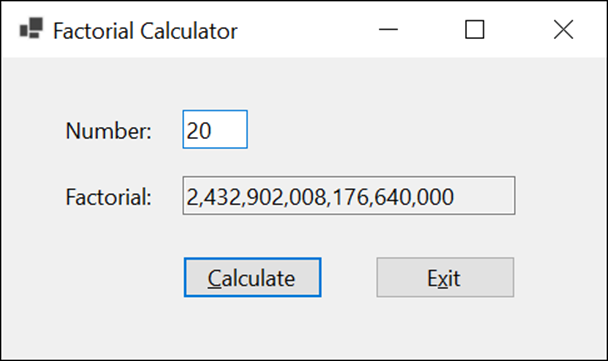 Factorial Calculator
Number: 20
Factorial: 2,432,902,008,176,640,000
Calculate Exit